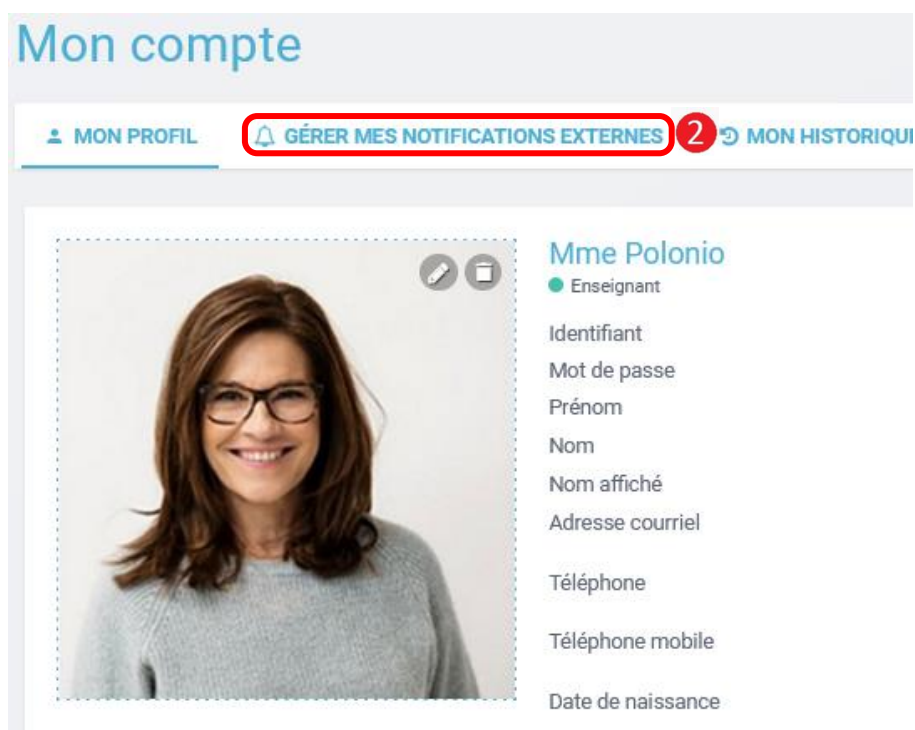 Mon compte
MON PROFIL GÉRER MES NOTIFICATIONS EXTERNES 2 MON HISTORIQUE
Mme Polonio
Enseignant
Identifiant
Mot de passe
Prénom
Nom
Nom affiché
Adresse courriel
Téléphone
Téléphone mobile
Date de naissance